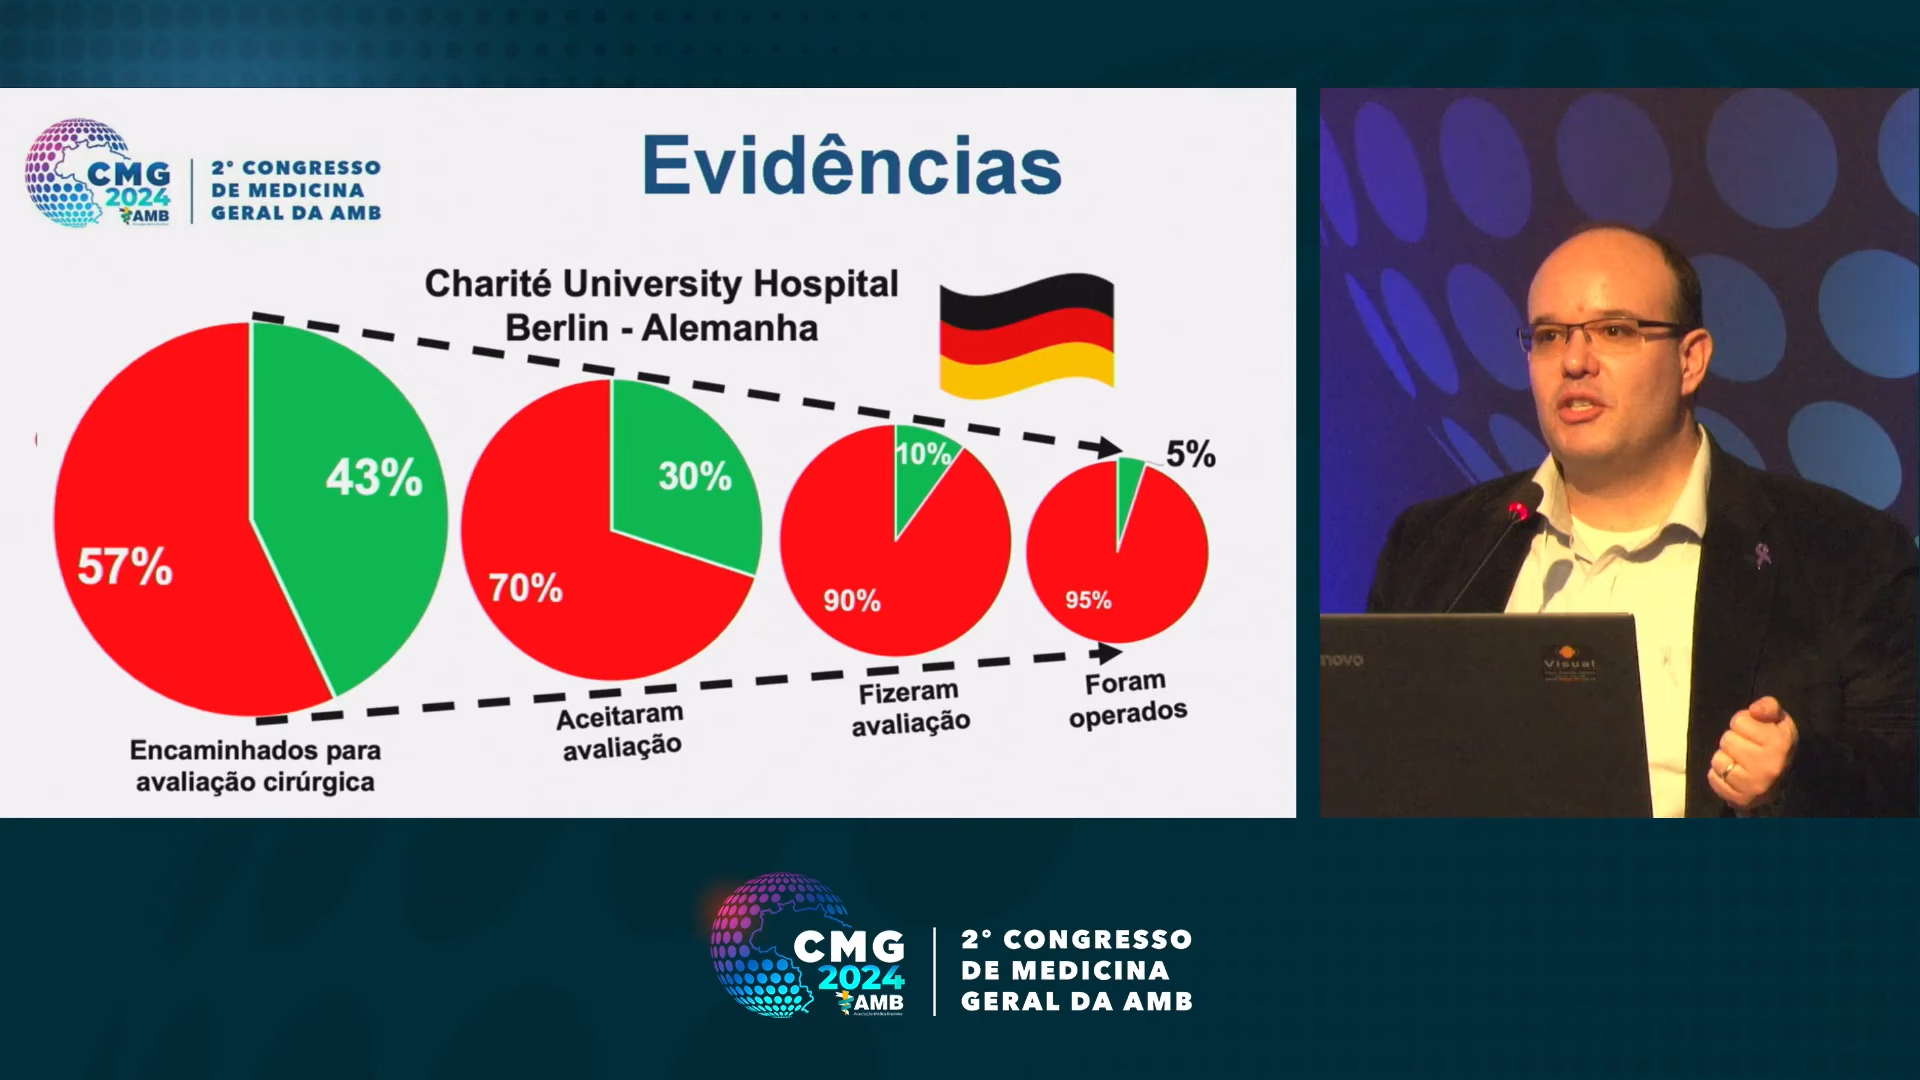 CMG
2024
AMB
2° CONGRESSO
DE MEDICINA
GERAL DA AMB
Evidências
Charité University Hospital
Berlin - Alemanha
43%
57%
30%
70%
10%
90%
5%
95%
Encaminhados para
avaliação cirúrgica
Aceitaram
avaliação
Fizeram
avaliação
Foram
operados
novo
Visual
CMG
2024
AMB
2° CONGRESSO
DE MEDICINA
GERAL DA AMB